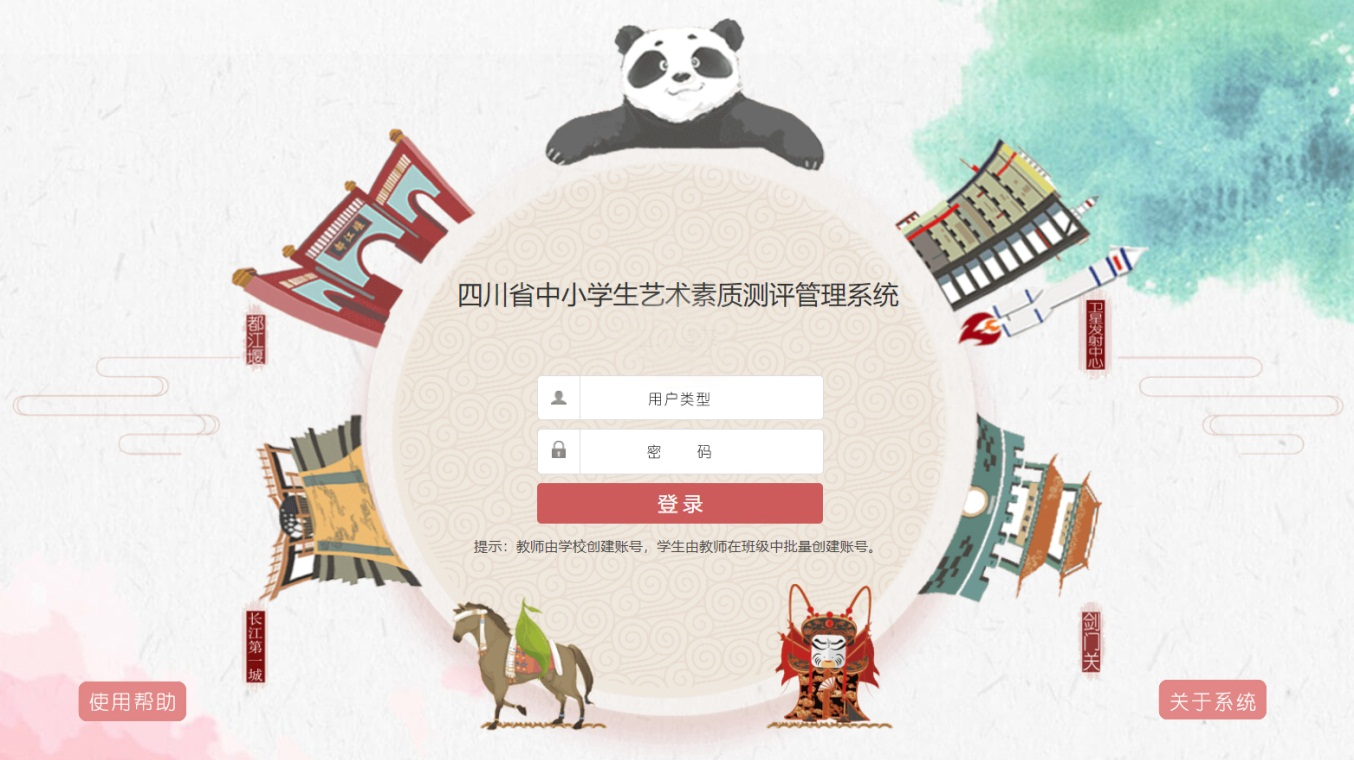 都江堰
四川省中小学生艺术素质测评管理系统
都江堰
卫星发射中心
用户类型
密 码
登录
提示：教师由学校创建账号，学生由教师在班级中批量创建账号。
长江第一城
剑门关
使用帮助
关于系统